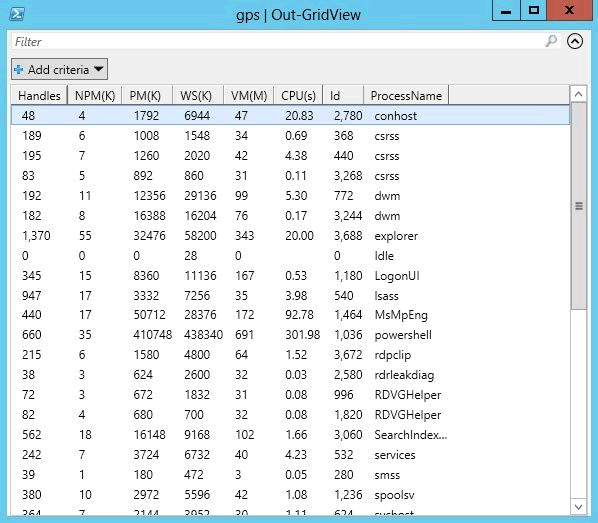 gps | Out-GridView
Filter
Add criteria
Handles NPM(K) PM(K) WS(K) VM(M) CPU(s) Id ProcessName
48 4 1792 6944 47 20.83 2,780 conhost
189 6 1008 1548 34 0.69 368 csrss
195 7 1260 2020 42 4.38 440 csrss
83 5 892 860 31 0.11 3,268 csrss
192 11 12356 29136 99 5.30 772 dwm
182 8 16388 16204 76 0.17 3,244 dwm
1,370 55 32476 58200 343 20.00 3,688 explorer
0 0 0 28 0 0 Idle
345 15 8360 11136 167 0.53 1,180 LogonUI
947 17 3332 7256 35 3.98 540 lsass
440 17 50712 28376 172 92.78 1,464 MsMpEng
660 35 410748 438340 691 301.98 1,036 powershell
215 6 1580 4800 64 1.52 3,672 rdpclip
38 3 624 2600 32 0.03 2,580 rdrleakdiag
72 3 672 1832 31 0.08 996 RDVGHelper
82 4 680 700 32 0.08 1,820 RDVGHelper
562 18 16148 9168 102 1.66 3,060 SearchIndex...
242 7 3724 6732 40 4.23 532 services
39 1 180 472 3 0.05 280 smss
380 10 2972 5596 42 1.08 1,236 spoolsv
364 7 2144 3952 30 1.11 624 svchost